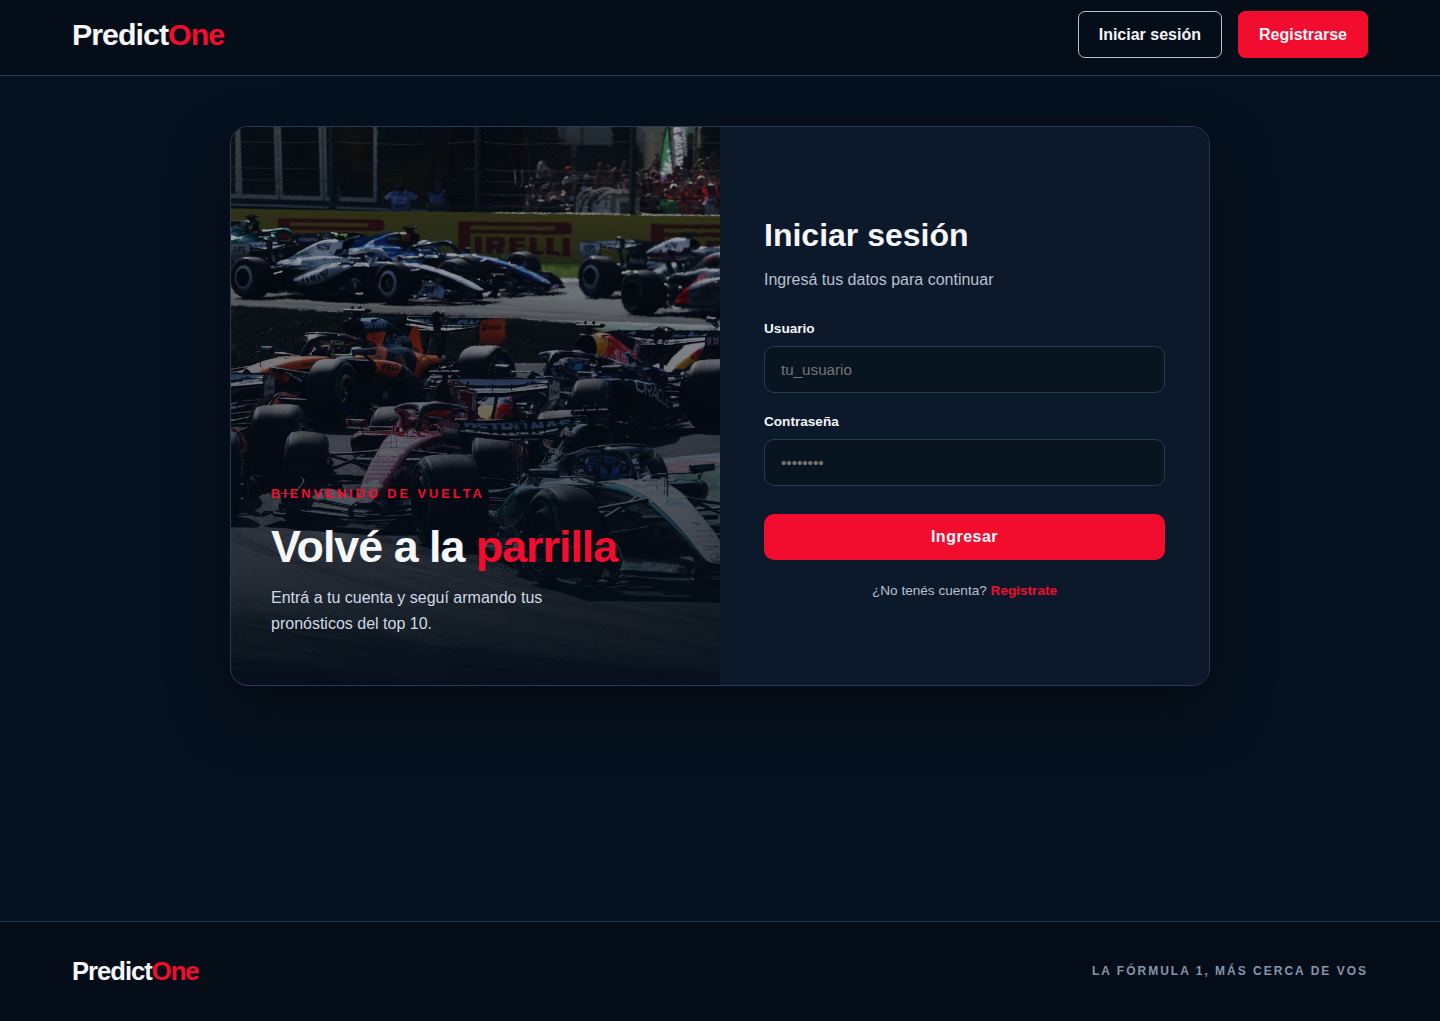 PredictOne
Iniciar sesión
Registrarse
PIRELLI
BIENVENIDO DE VUELTA
Volvé a la parrilla
Entrá a tu cuenta y seguí armando tus
pronósticos del top 10.
Iniciar sesión
Ingresá tus datos para continuar
Usuario
tu_usuario
Contraseña
••••••••
Ingresar
¿No tenés cuenta? Registrate
PredictOne
LA FÓRMULA 1, MÁS CERCA DE VOS